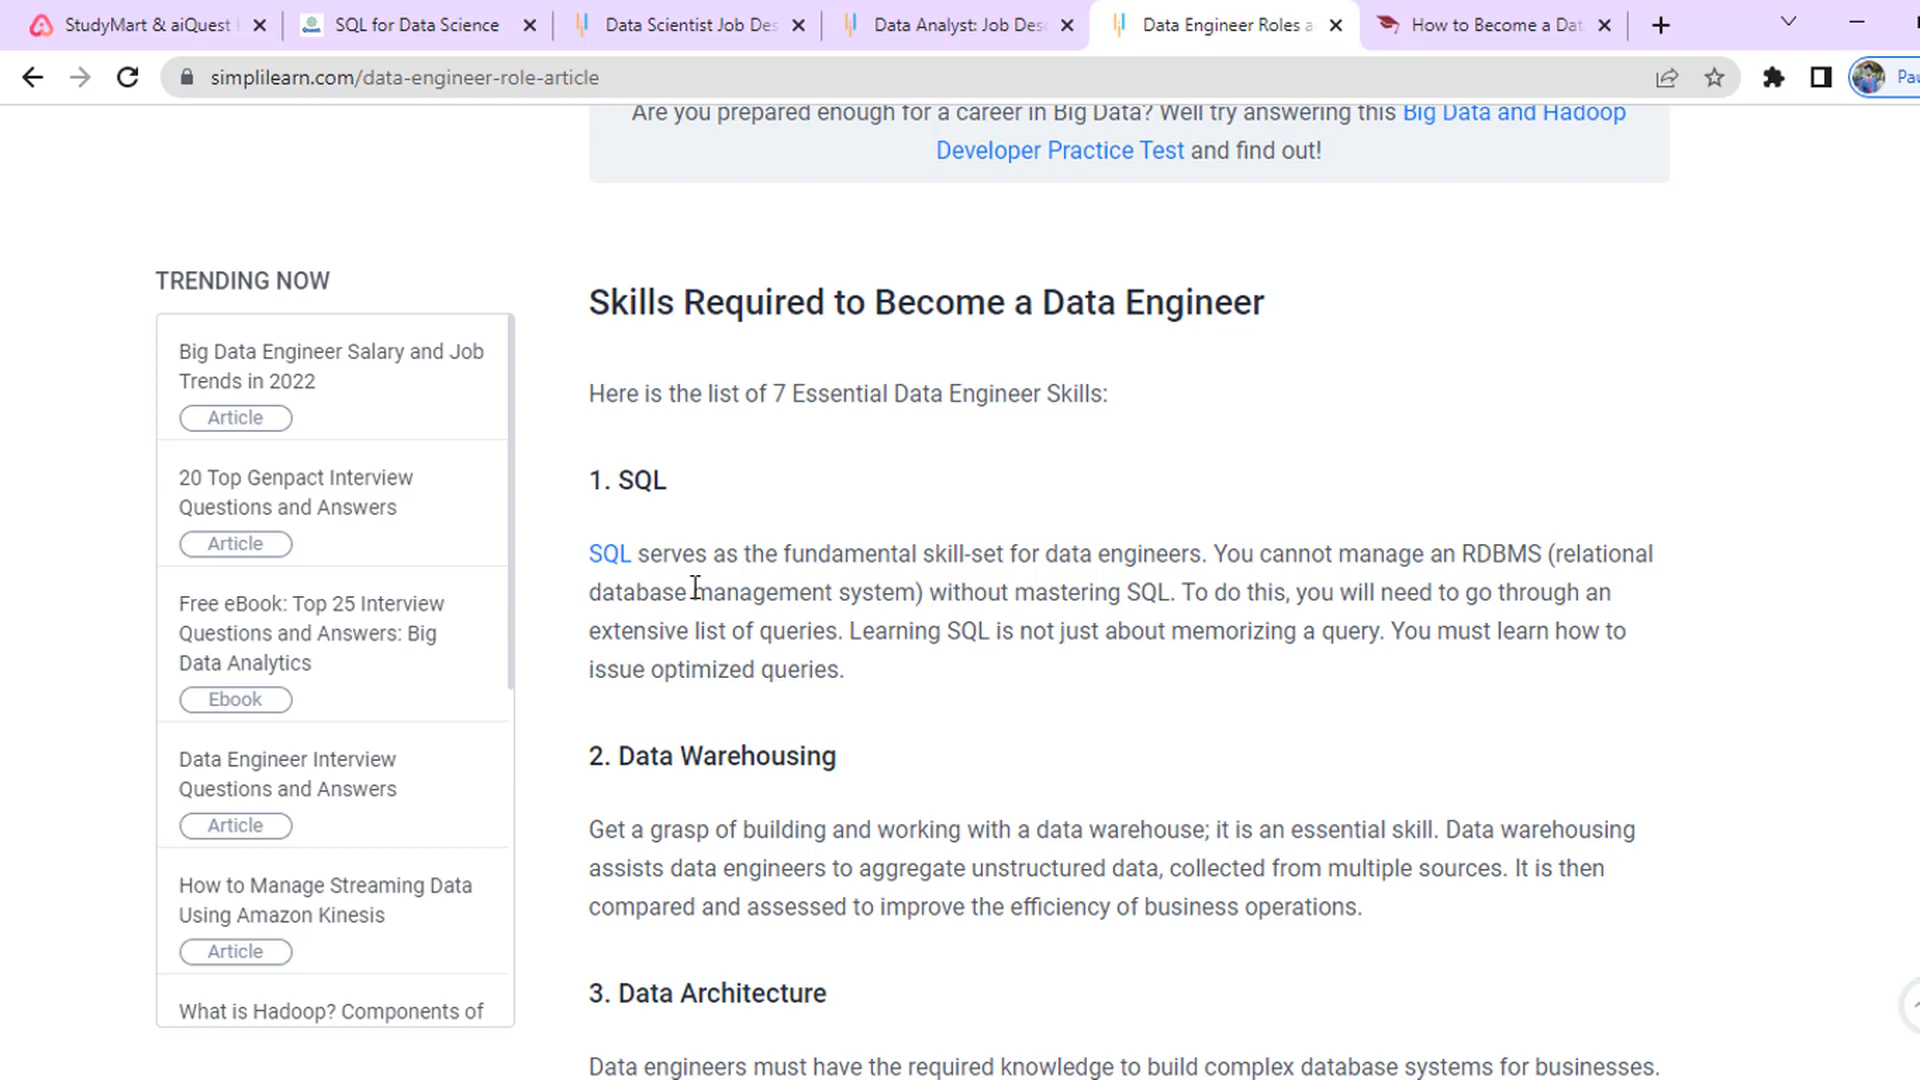 StudyMart & aiQuest
SQL for Data Science
Data Scientist Job Des
Data Analyst: Job Desc
Data Engineer Roles a
How to Become a Dat
simplilearn.com/data-engineer-role-article
Pau
Are you prepared enough for a career in Big Data? Well try answering this Big Data and Hadoop
Developer Practice Test and find out!
TRENDING NOW
Big Data Engineer Salary and Job
Trends in 2022
Article
20 Top Genpact Interview
Questions and Answers
Article
Free eBook: Top 25 Interview
Questions and Answers: Big
Data Analytics
Ebook
Data Engineer Interview
Questions and Answers
Article
How to Manage Streaming Data
Using Amazon Kinesis
Article
What is Hadoop? Components of
Skills Required to Become a Data Engineer
Here is the list of 7 Essential Data Engineer Skills:
1. SQL
SQL serves as the fundamental skill-set for data engineers. You cannot manage an RDBMS (relational
database management system) without mastering SQL. To do this, you will need to go through an
extensive list of queries. Learning SQL is not just about memorizing a query. You must learn how to
issue optimized queries.
2. Data Warehousing
Get a grasp of building and working with a data warehouse; it is an essential skill. Data warehousing
assists data engineers to aggregate unstructured data, collected from multiple sources. It is then
compared and assessed to improve the efficiency of business operations.
3. Data Architecture
Data engineers must have the required knowledge to build complex database systems for businesses.